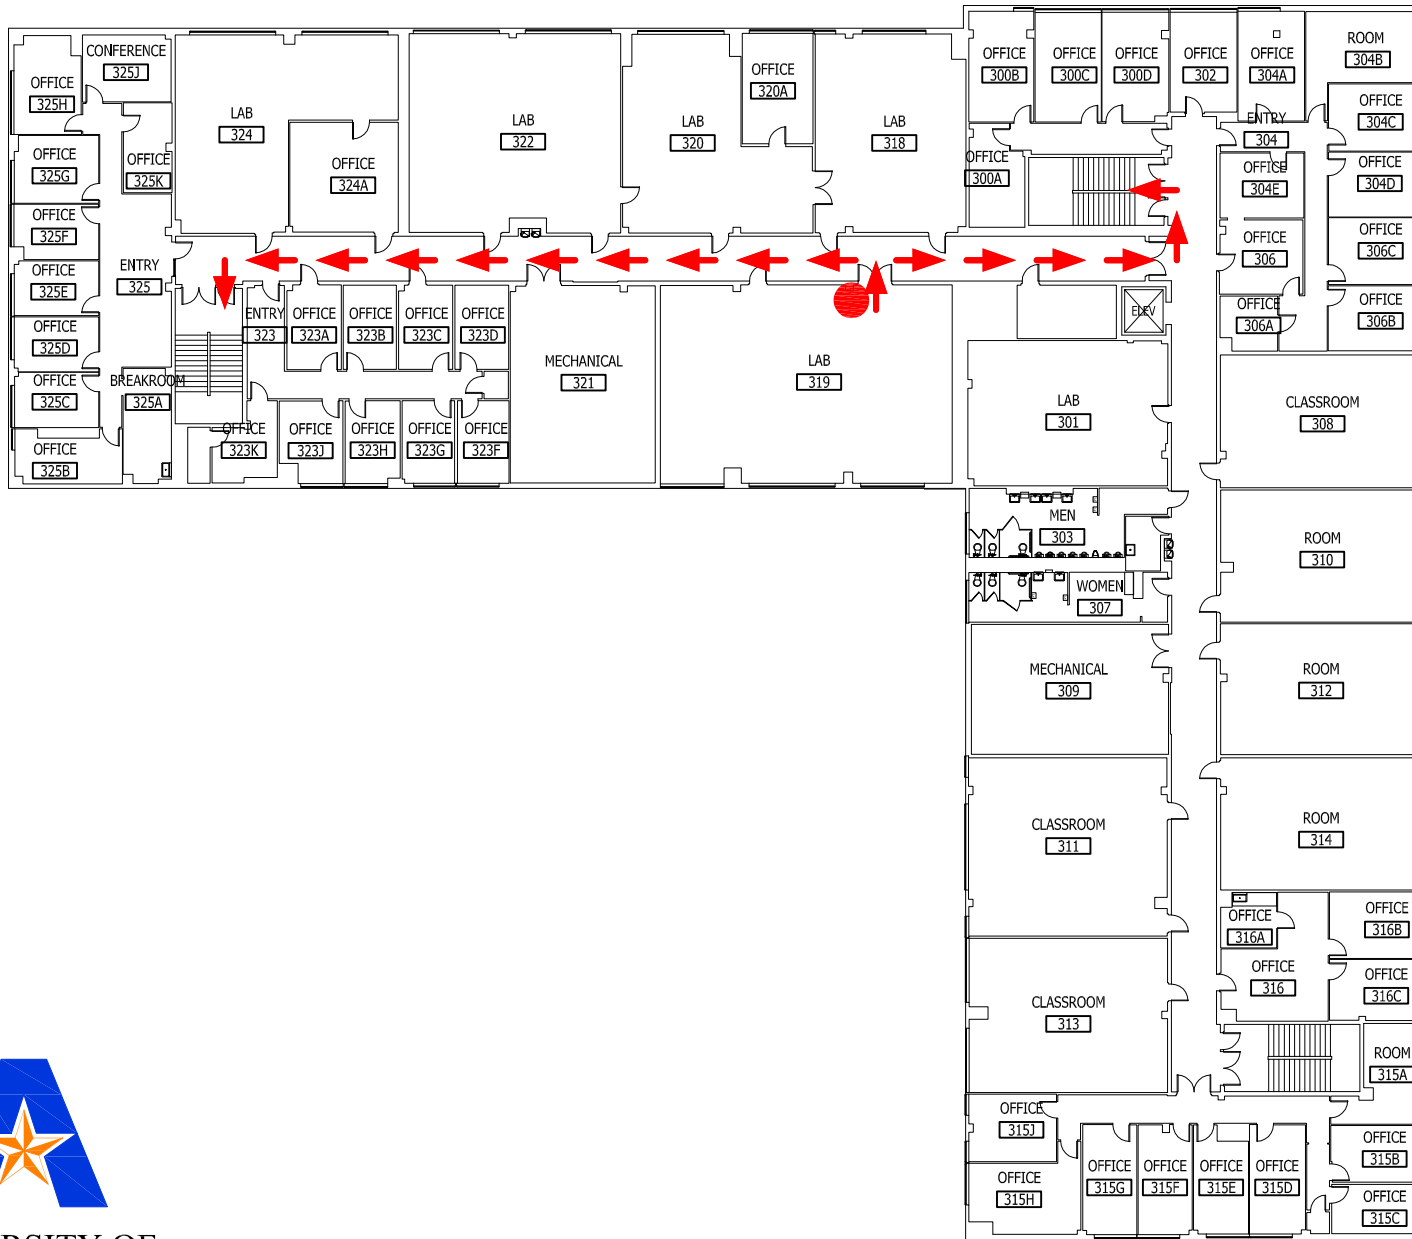 CONFERENCE
325J
OFFICE
325H
LAB
324
OFFICE
324A
LAB
322
LAB
320
OFFICE
320A
LAB
318
OFFICE
300B
OFFICE
300C
OFFICE
300D
OFFICE
302
OFFICE
304A
ROOM
304B
OFFICE
304C
ENTRY
304
OFFICE
300A
OFFICE
304E
OFFICE
304D
OFFICE
325G
OFFICE
325K
OFFICE
325F
ENTRY
325
OFFICE
325E
OFFICE
306
OFFICE
306C
OFFICE
306A
OFFICE
306B
ELEV
ENTRY
323
OFFICE
323A
OFFICE
323B
OFFICE
323C
OFFICE
323D
OFFICE
325D
MECHANICAL
321
LAB
319
OFFICE
325C
BREAKROOM
325A
LAB
301
CLASSROOM
308
OFFICE
325B
OFFICE
323K
OFFICE
323J
OFFICE
323H
OFFICE
323G
OFFICE
323F
MEN
303
ROOM
310
WOMEN
307
MECHANICAL
309
ROOM
312
CLASSROOM
311
ROOM
314
OFFICE
316A
OFFICE
316B
OFFICE
316
OFFICE
316C
CLASSROOM
313
ROOM
315A
OFFICE
315J
OFFICE
315H
OFFICE
315G
OFFICE
315F
OFFICE
315E
OFFICE
315D
OFFICE
315B
OFFICE
315C
RSITY OF